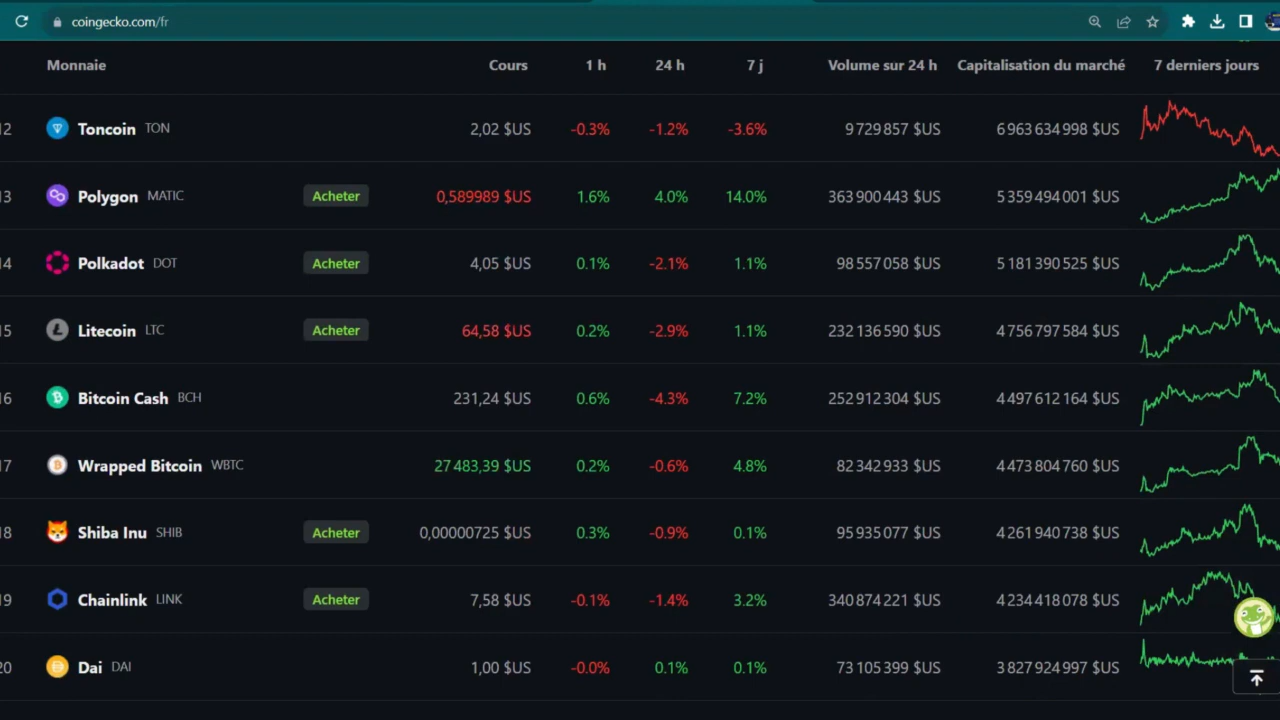 coingecko.com/fr
Monnaie Cours 1 h 24 h 7 j Volume sur 24 h Capitalisation du marché 7 derniers jours
12 Toncoin TON 2,02 $US -0.3% -1.2% -3.6% 9 729 857 $US 6 963 634 998 $US
13 Polygon MATIC Acheter 0,589989 $US 1.6% 4.0% 14.0% 363 900 443 $US 5 359 494 001 $US
14 Polkadot DOT Acheter 4,05 $US 0.1% -2.1% 1.1% 98 557 058 $US 5 181 390 525 $US
15 Litecoin LTC Acheter 64,58 $US 0.2% -2.9% 1.1% 232 136 590 $US 4 756 797 584 $US
16 Bitcoin Cash BCH 231,24 $US 0.6% -4.3% 7.2% 252 912 304 $US 4 497 612 164 $US
17 Wrapped Bitcoin WBTC 27 483,39 $US 0.2% -0.6% 4.8% 82 342 933 $US 4 473 804 760 $US
18 Shiba Inu SHIB Acheter 0,00000725 $US 0.3% -0.9% 0.1% 95 935 077 $US 4 261 940 738 $US
19 Chainlink LINK Acheter 7,58 $US -0.1% -1.4% 3.2% 340 874 221 $US 4 234 418 078 $US
20 Dai DAI 1,00 $US -0.0% 0.1% 0.1% 73 105 399 $US 3 827 924 997 $US